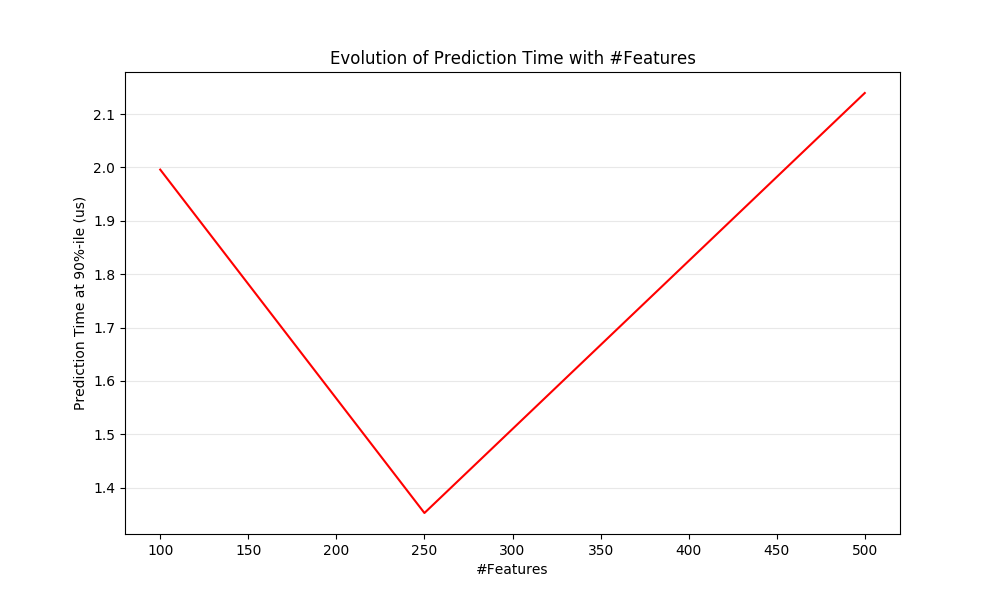 Evolution of Prediction Time with #Features
Prediction Time at 90%-ile (us)
2.1
2.0
1.9
1.8
1.7
1.6
1.5
1.4
100 150 200 250 300 350 400 450 500
#Features